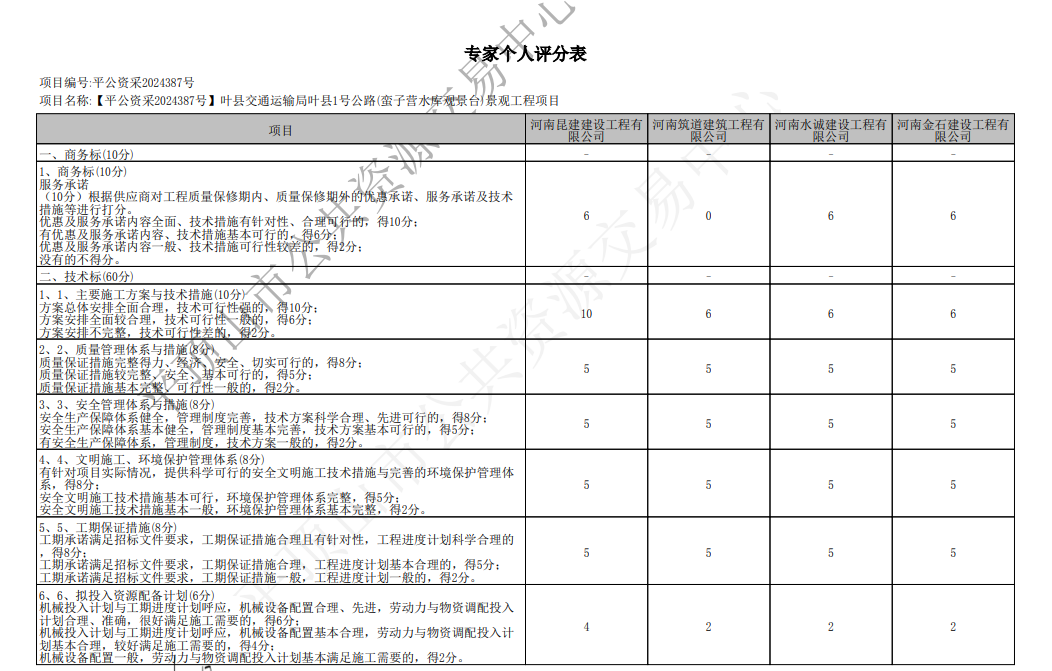 专家个人评分表
项目编号:平公资采2024387号
项目名称:【平公资采2024387号】叶县交通运输局叶县1号公路(蛮子营水库观景台)景观工程项目
项目 河南昆建建设工程有限公司 河南筑道建筑工程有限公司 河南水诚建设工程有限公司 河南金石建设工程有限公司
一、商务标(10分) - - - -
1、商务标(10分)
服务承诺
（10分）根据供应商对工程质量保修期内、质量保修期外的优惠承诺、服务承诺及技术
措施等进行打分。
优惠及服务承诺内容全面、技术措施有针对性、合理可行的，得10分；
有优惠及服务承诺内容、技术措施基本可行的，得6分；
优惠及服务承诺内容一般、技术措施可行性较差的，得2分；
没有的不得分。
6 0 6 6
二、技术标(60分) - - - -
1、1、主要施工方案与技术措施(10分)
方案总体安排全面合理，技术可行性强的，得10分；
方案安排全面较合理，技术可行性一般的，得6分；
方案安排不完整，技术可行性差的，得2分。
10 6 6 6
2、2、质量管理体系与措施(8分)
质量保证措施完整得力、经济、安全、切实可行的，得8分；
质量保证措施较完整、安全、基本可行的，得5分；
质量保证措施基本完整、可行性一般的，得2分。
5 5 5 5
3、3、安全管理体系与措施(8分)
安全生产保障体系健全，管理制度完善，技术方案科学合理、先进可行的，得8分；
安全生产保障体系基本健全，管理制度基本完善，技术方案基本可行的，得5分；
有安全生产保障体系，管理制度，技术方案一般的，得2分。
5 5 5 5
4、4、文明施工、环境保护管理体系(8分)
有针对项目实际情况，提供科学可行的安全文明施工技术措施与完善的环境保护管理体
系，得8分；
安全文明施工技术措施基本可行，环境保护管理体系完整，得5分；
安全文明施工技术措施基本一般，环境保护管理体系基本完整，得2分。
5 5 5 5
5、5、工期保证措施(8分)
工期承诺满足招标文件要求，工期保证措施合理且有针对性，工程进度计划科学合理的
，得8分；
工期承诺满足招标文件要求，工期保证措施合理，工程进度计划基本合理的，得5分；
工期承诺满足招标文件要求，工期保证措施一般，工程进度计划一般的，得2分。
5 5 5 5
6、6、拟投入资源配备计划(6分)
机械投入计划与工期进度计划呼应，机械设备配置合理、先进，劳动力与物资调配投入
计划合理、准确，很好满足施工需要的，得6分；
机械投入计划与工期进度计划呼应，机械设备配置基本合理，劳动力与物资调配投入计
划基本合理，较好满足施工需要的，得4分；
机械设备配置一般，劳动力与物资调配投入计划基本满足施工需要的，得2分。
4 2 2 2
平顶山市公共资源交易中心
平顶山市公共资源交易中心